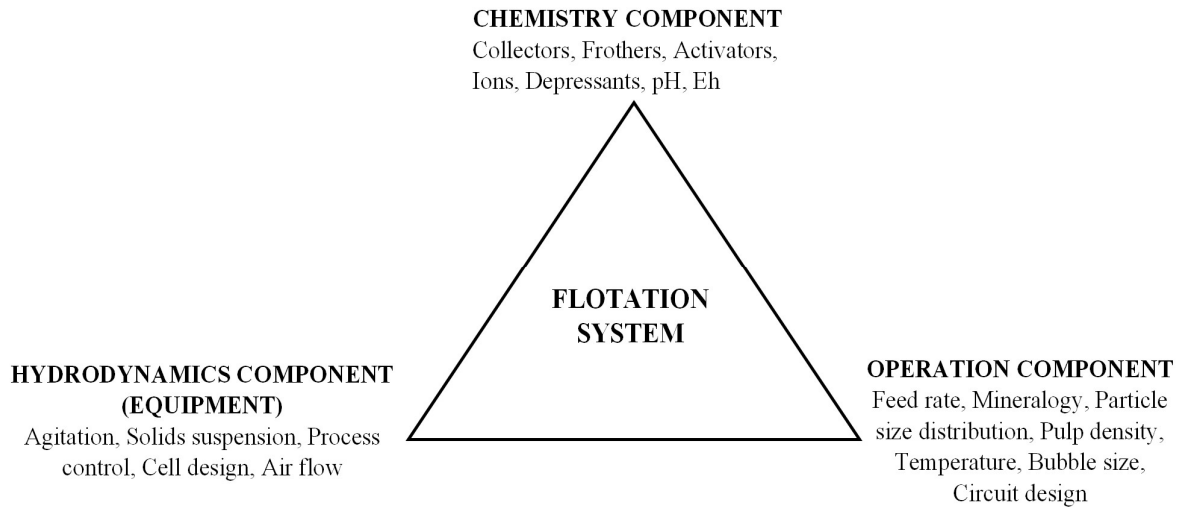 CHEMISTRY COMPONENT
Collectors, Frothers, Activators,
Ions, Depressants, pH, Eh
FLOTATION
SYSTEM
HYDRODYNAMICS COMPONENT
(EQUIPMENT)
Agitation, Solids suspension, Process
control, Cell design, Air flow
OPERATION COMPONENT
Feed rate, Mineralogy, Particle
size distribution, Pulp density,
Temperature, Bubble size,
Circuit design